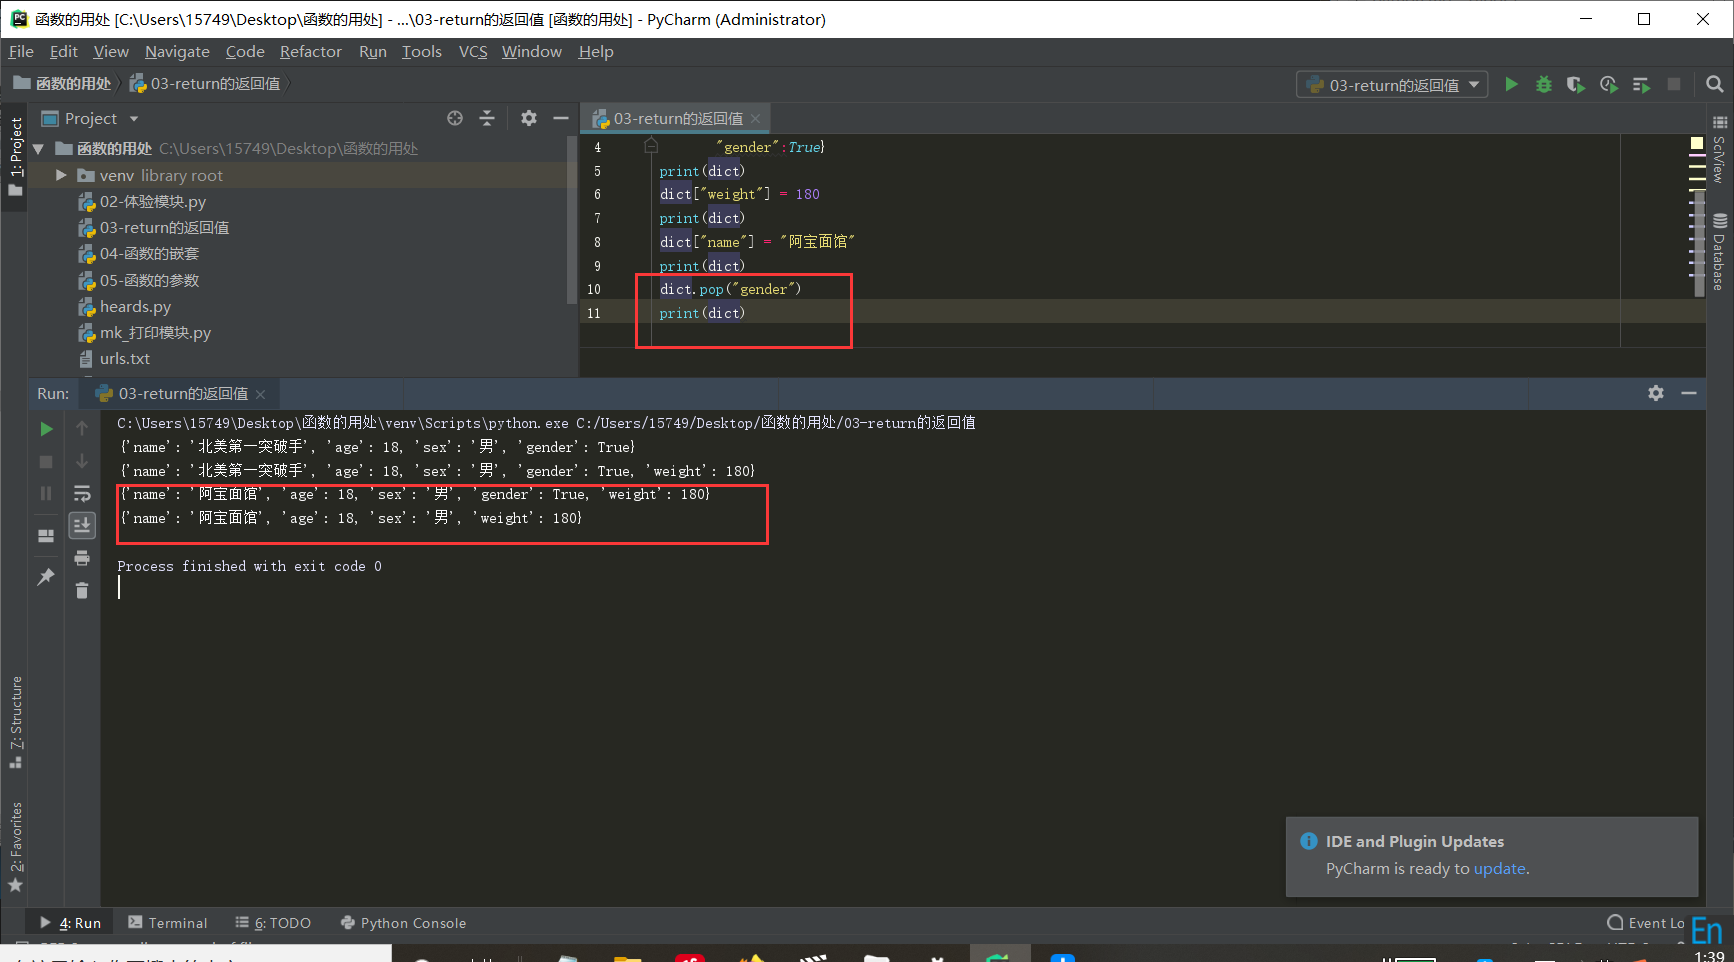 函数的用处 [C:\Users\15749\Desktop\函数的用处] - ...\03-return的返回值 [函数的用处] - PyCharm (Administrator)
File Edit View Navigate Code Refactor Run Tools VCS Window Help
函数的用处 03-return的返回值
03-return的返回值
1: Project
Project
函数的用处 C:\Users\15749\Desktop\函数的用处
venv library root
02-体验模块.py
03-return的返回值
04-函数的嵌套
05-函数的参数
heards.py
mk_打印模块.py
urls.txt
03-return的返回值
4 "gender":True}
5 print(dict)
6 dict["weight"] = 180
7 print(dict)
8 dict["name"] = "阿宝面馆"
9 print(dict)
10 dict.pop("gender")
11 print(dict)
SciView
Database
Run: 03-return的返回值
C:\Users\15749\Desktop\函数的用处\venv\Scripts\python.exe C:/Users/15749/Desktop/函数的用处/03-return的返回值
{'name': '北美第一突破手', 'age': 18, 'sex': '男', 'gender': True}
{'name': '北美第一突破手', 'age': 18, 'sex': '男', 'gender': True, 'weight': 180}
{'name': '阿宝面馆', 'age': 18, 'sex': '男', 'gender': True, 'weight': 180}
{'name': '阿宝面馆', 'age': 18, 'sex': '男', 'weight': 180}
Process finished with exit code 0
7: Structure
2: Favorites
IDE and Plugin Updates
PyCharm is ready to update.
4: Run Terminal 6: TODO Python Console
Event Lo
En
1:39